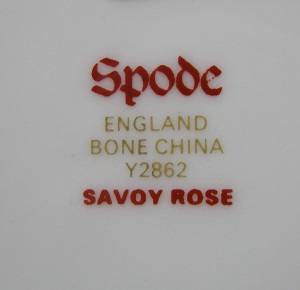 Spode
ENGLAND
BONE CHINA
Y2862
SAVOY ROSE